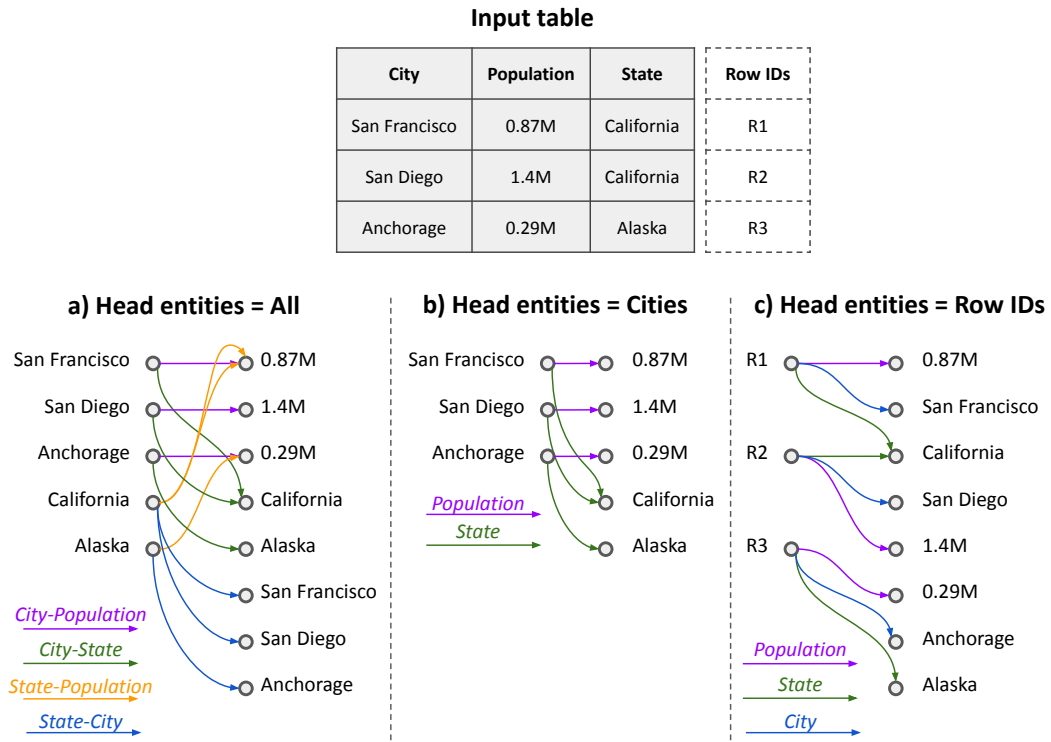 Input table
City Population State Row IDs
San Francisco 0.87M California R1
San Diego 1.4M California R2
Anchorage 0.29M Alaska R3
a) Head entities = All
San Francisco 0.87M
San Diego 1.4M
Anchorage 0.29M
California California
Alaska Alaska
San Francisco
San Diego
Anchorage
City-Population
City-State
State-Population
State-City
b) Head entities = Cities
San Francisco 0.87M
San Diego 1.4M
Anchorage 0.29M
California
Alaska
Population
State
c) Head entities = Row IDs
R1 0.87M
San Francisco
R2 California
San Diego
R3 1.4M
0.29M
Anchorage
Alaska
Population
State
City